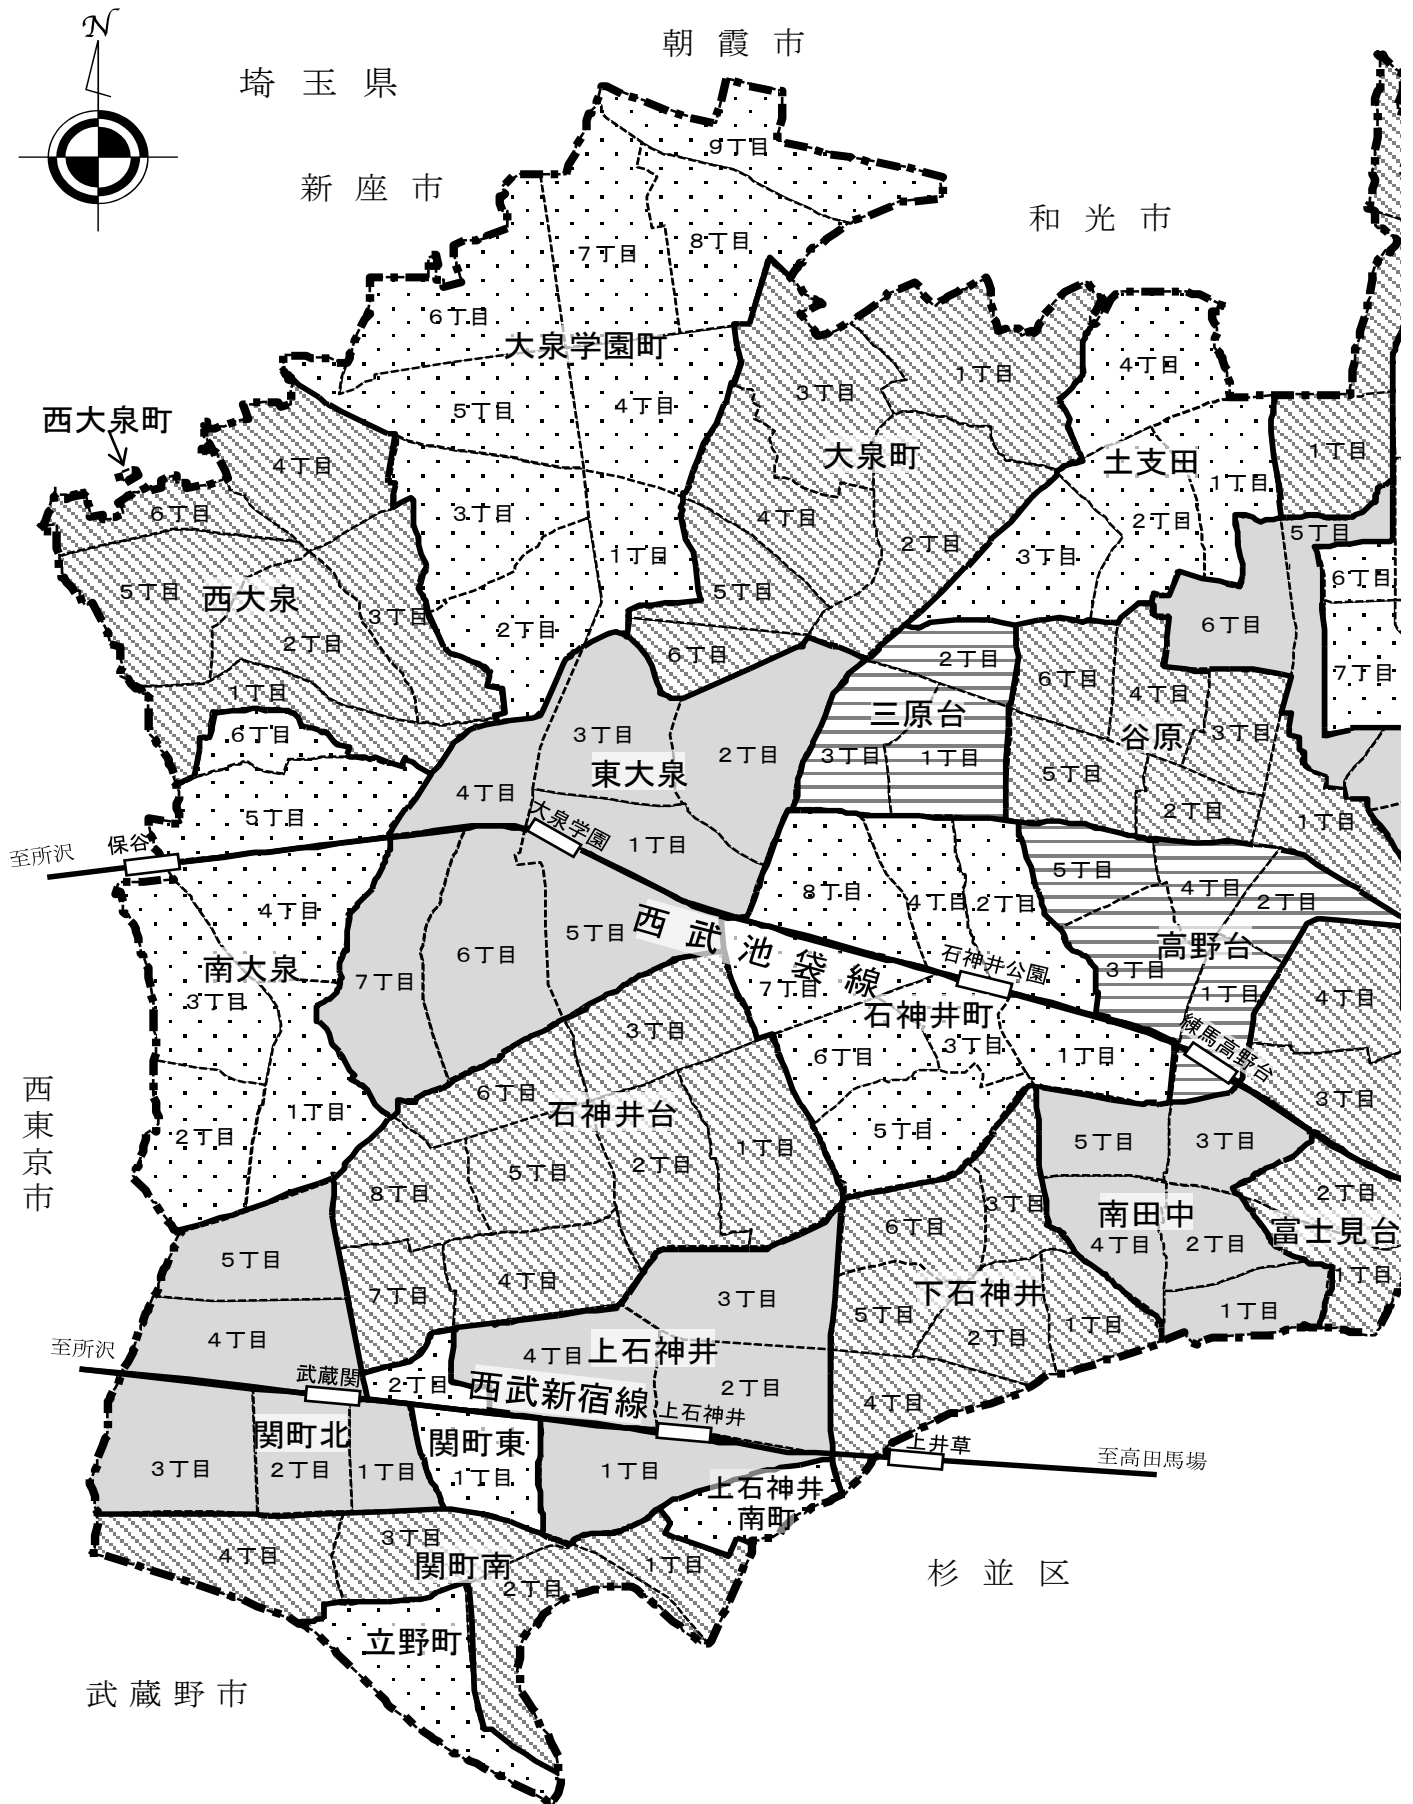 N
朝霞市
埼玉県
新座市
和光市
9丁目
8丁目
7丁目
6丁目
大泉学園町
5丁目
4丁目
3丁目
1丁目
2丁目
3丁目
1丁目
大泉町
4丁目
2丁目
5丁目
6丁目
4丁目
土支田
1丁目
2丁目
3丁目
1丁目
5丁目
6丁目
6丁目
7丁目
西大泉町
4丁目
6丁目
5丁目
西大泉
3丁目
2丁目
1丁目
6丁目
5丁目
保谷
至所沢
4丁目
南大泉
3丁目
1丁目
2丁目
3丁目
2丁目
東大泉
4丁目
1丁目
大泉学園
5丁目
6丁目
7丁目
西武池袋線
2丁目
三原台
3丁目
1丁目
6丁目
4丁目
谷原
3丁目
5丁目
2丁目
1丁目
8丁目
4丁目
2丁目
石神井公園
7丁目
石神井町
6丁目
3丁目
1丁目
5丁目
5丁目
4丁目
2丁目
高野台
3丁目
1丁目
練馬高野台
4丁目
3丁目
2丁目
富士見台
1丁目
5丁目
3丁目
南田中
4丁目
2丁目
1丁目
3丁目
6丁目
石神井台
1丁目
5丁目
2丁目
8丁目
4丁目
7丁目
3丁目
6丁目
下石神井
5丁目
2丁目
1丁目
4丁目
西東京市
5丁目
4丁目
至所沢
武蔵関
関町北
3丁目
2丁目
1丁目
2丁目
関町東
1丁目
西武新宿線
3丁目
4丁目
上石神井
2丁目
上石神井
1丁目
上石神井
南町
上井草
至高田馬場
3丁目
4丁目
関町南
2丁目
1丁目
立野町
杉並区
武蔵野市